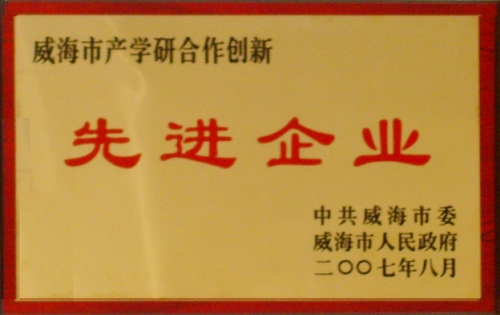 威海市产学研合作创新
先进企业
中共威海市委
威海市人民政府
二〇〇七年八月